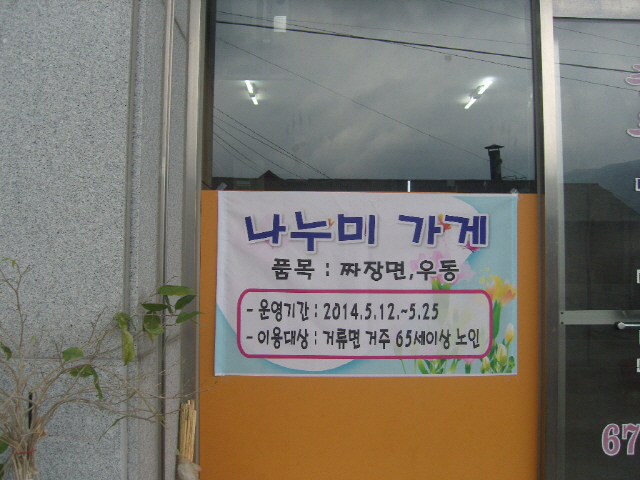 나누미 가게
품목 : 짜장면,우동
- 운영기간 : 2014.5.12.~5.25
- 이용대상 : 거류면 거주 65세이상 노인
67